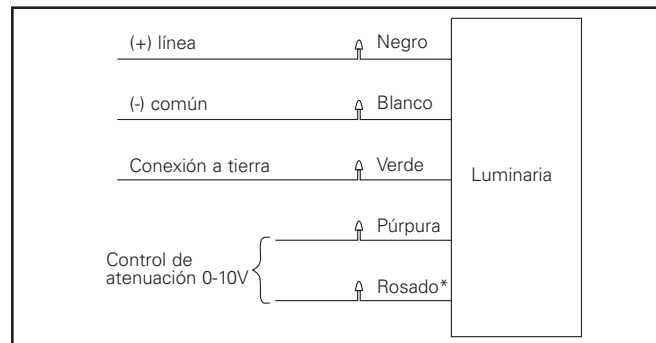 (+) línea Negro
(-) común Blanco
Conexión a tierra Verde
Luminaria
Púrpura
Control de
atenuación 0-10V
Rosado*